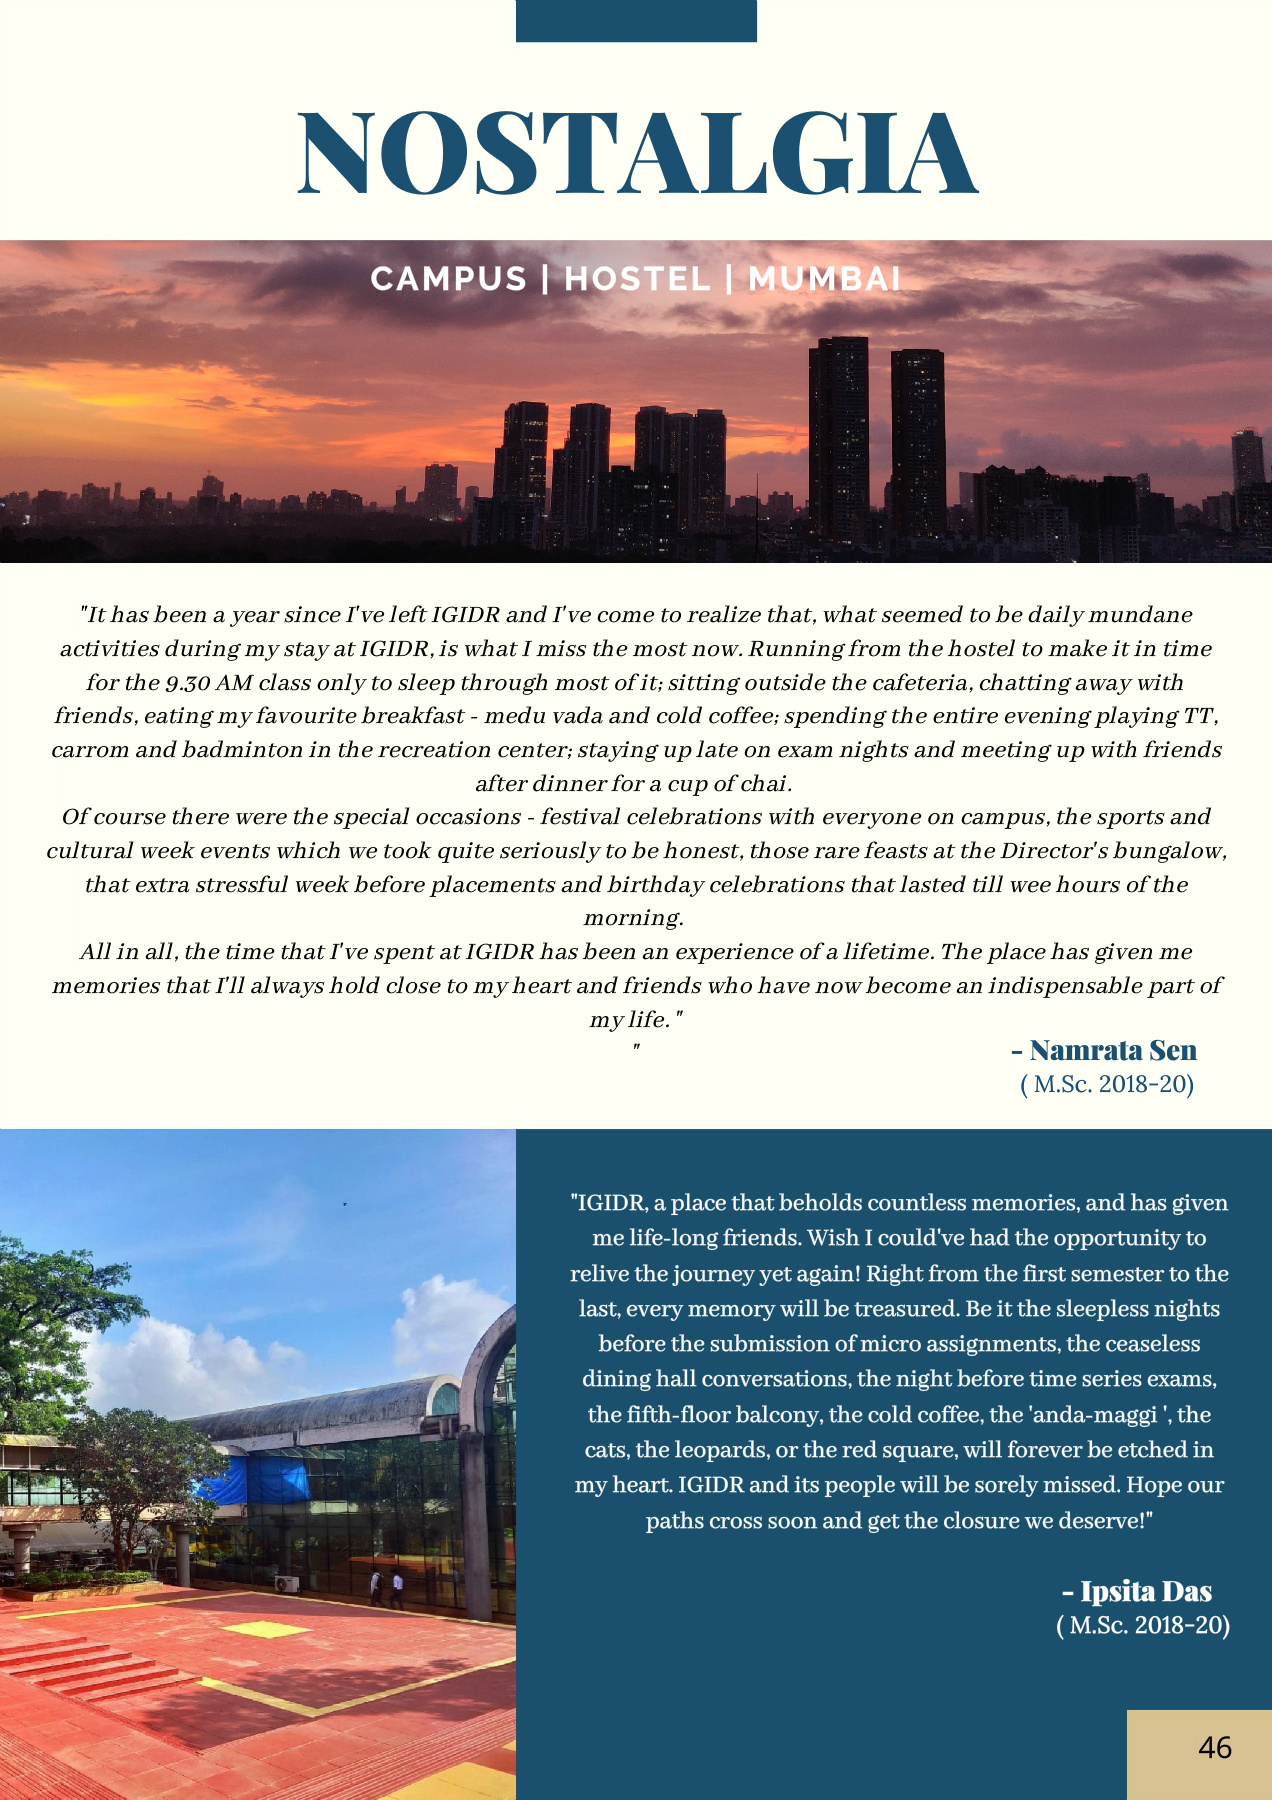 NOSTALGIA
CAMPUS | HOSTEL | MUMBAI
"It has been a year since I've left IGIDR and I've come to realize that, what seemed to be daily mundane
activities during my stay at IGIDR, is what I miss the most now. Running from the hostel to make it in time
for the 9.30 AM class only to sleep through most of it; sitting outside the cafeteria, chatting away with
friends, eating my favourite breakfast - medu vada and cold coffee; spending the entire evening playing TT,
carrom and badminton in the recreation center; staying up late on exam nights and meeting up with friends
after dinner for a cup of chai.
Of course there were the special occasions - festival celebrations with everyone on campus, the sports and
cultural week events which we took quite seriously to be honest, those rare feasts at the Director's bungalow,
that extra stressful week before placements and birthday celebrations that lasted till wee hours of the
morning.
All in all, the time that I've spent at IGIDR has been an experience of a lifetime. The place has given me
memories that I'll always hold close to my heart and friends who have now become an indispensable part of
my life."
"
- Namrata Sen
( M.Sc. 2018-20)
"IGIDR, a place that beholds countless memories, and has given
me life-long friends. Wish I could've had the opportunity to
relive the journey yet again! Right from the first semester to the
last, every memory will be treasured. Be it the sleepless nights
before the submission of micro assignments, the ceaseless
dining hall conversations, the night before time series exams,
the fifth-floor balcony, the cold coffee, the 'anda-maggi ', the
cats, the leopards, or the red square, will forever be etched in
my heart. IGIDR and its people will be sorely missed. Hope our
paths cross soon and get the closure we deserve!"
- Ipsita Das
( M.Sc. 2018-20)
46